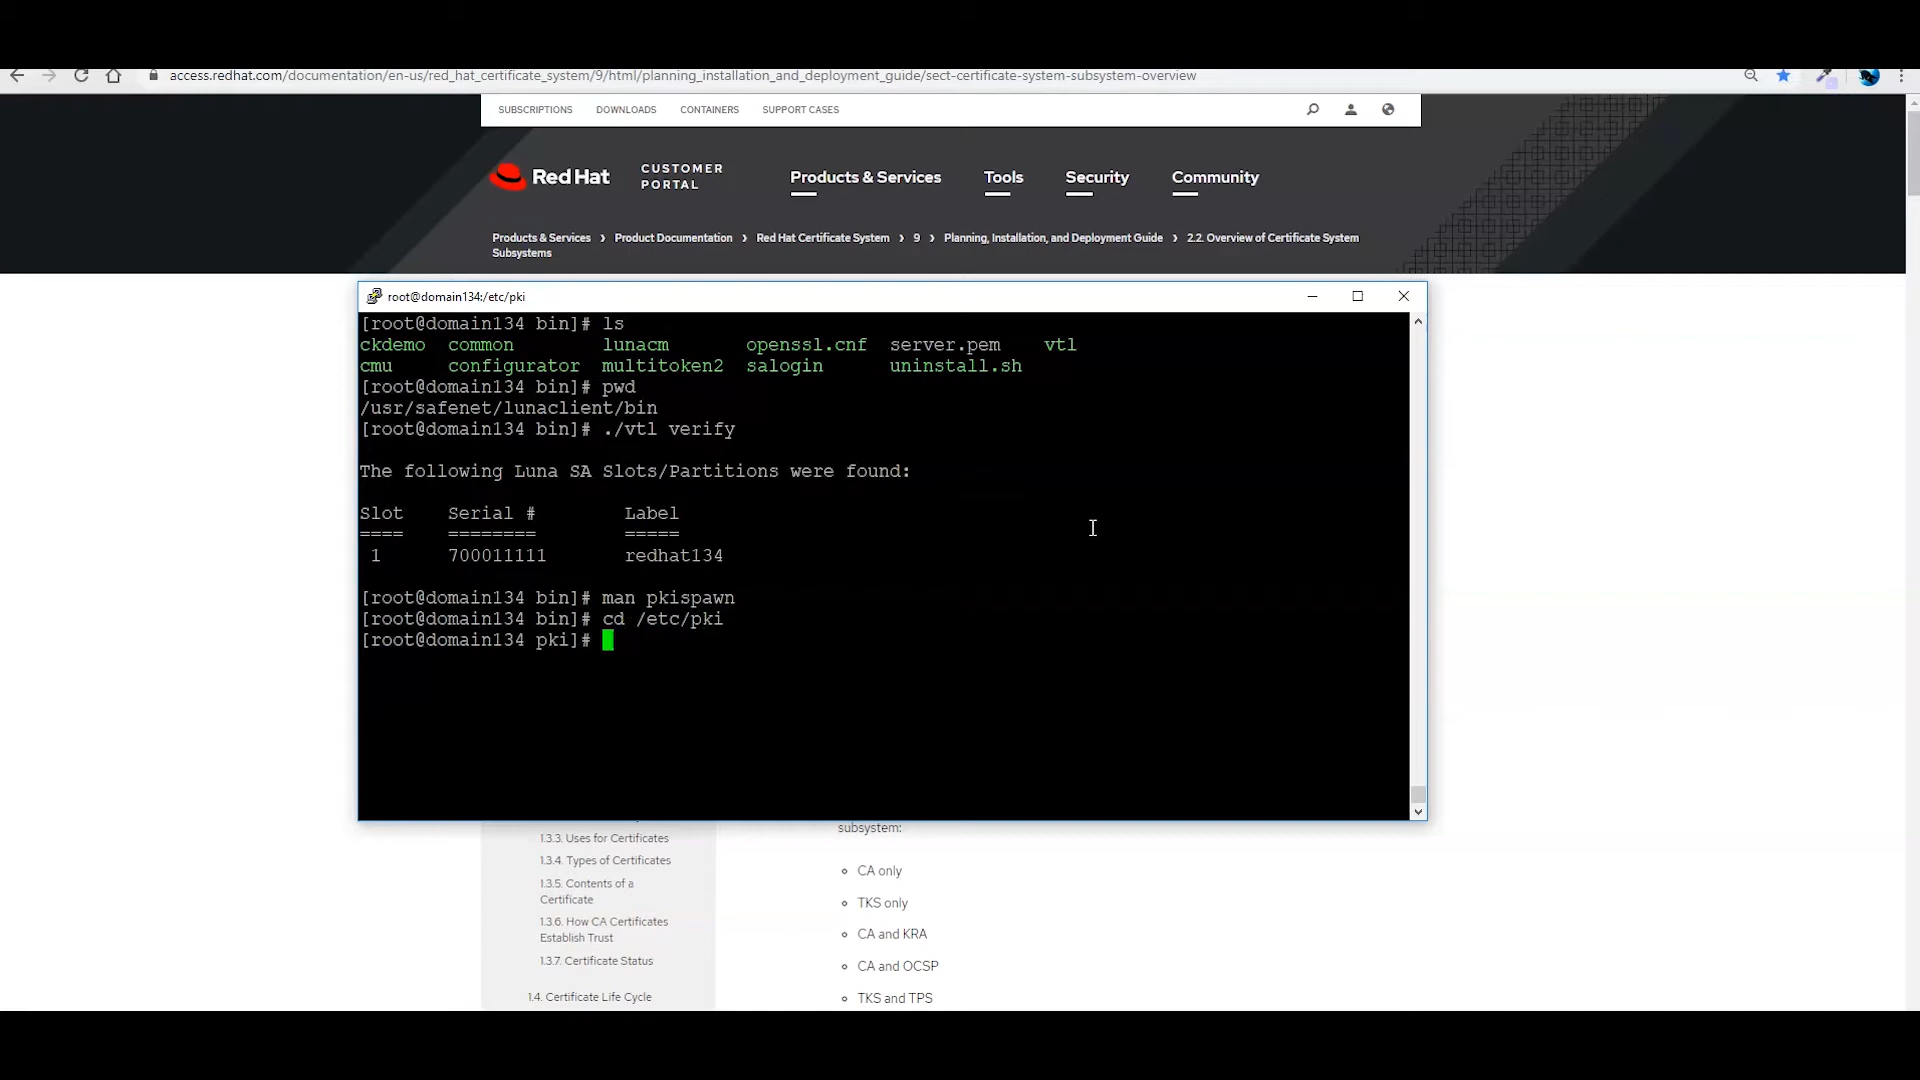 access.redhat.com/documentation/en-us/red_hat_certificate_system/9/html/planning_installation_and_deployment_guide/sect-certificate-system-subsystem-overview
SUBSCRIPTIONS DOWNLOADS CONTAINERS SUPPORT CASES
Red Hat
CUSTOMER
PORTAL
Products & Services Tools Security Community
Products & Services › Product Documentation › Red Hat Certificate System › 9 › Planning, Installation, and Deployment Guide › 2.2. Overview of Certificate System
Subsystems
root@domain134:/etc/pki
[root@domain134 bin]# ls
ckdemo common lunacm openssl.cnf server.pem vtl
cmu configurator multitoken2 salogin uninstall.sh
[root@domain134 bin]# pwd
/usr/safenet/lunaclient/bin
[root@domain134 bin]# ./vtl verify
The following Luna SA Slots/Partitions were found:
Slot Serial # Label
==== ======== =====
1 700011111 redhat134
[root@domain134 bin]# man pkispawn
[root@domain134 bin]# cd /etc/pki
[root@domain134 pki]#
1.3.3. Uses for Certificates
1.3.4. Types of Certificates
1.3.5. Contents of a
Certificate
1.3.6. How CA Certificates
Establish Trust
1.3.7. Certificate Status
1.4. Certificate Life Cycle
subsystem:
CA only
TKS only
CA and KRA
CA and OCSP
TKS and TPS